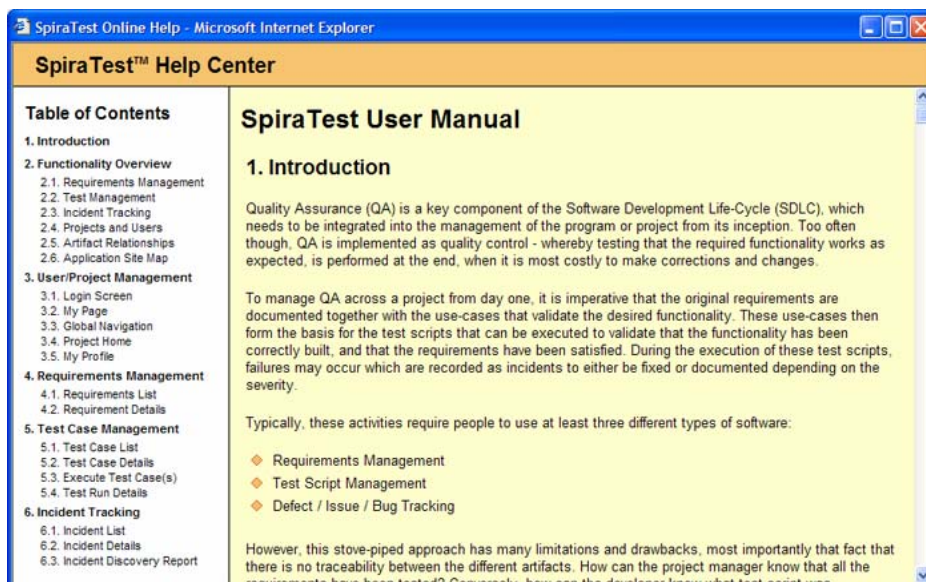 SpiraTest Online Help - Microsoft Internet Explorer
SpiraTest™ Help Center
Table of Contents
1. Introduction
2. Functionality Overview
2.1. Requirements Management
2.2. Test Management
2.3. Incident Tracking
2.4. Projects and Users
2.5. Artifact Relationships
2.6. Application Site Map
3. User/Project Management
3.1. Login Screen
3.2. My Page
3.3. Global Navigation
3.4. Project Home
3.5. My Profile
4. Requirements Management
4.1. Requirements List
4.2. Requirement Details
5. Test Case Management
5.1. Test Case List
5.2. Test Case Details
5.3. Execute Test Case(s)
5.4. Test Run Details
6. Incident Tracking
6.1. Incident List
6.2. Incident Details
6.3. Incident Discovery Report
SpiraTest User Manual
1. Introduction
Quality Assurance (QA) is a key component of the Software Development Life-Cycle (SDLC), which
needs to be integrated into the management of the program or project from its inception. Too often
though, QA is implemented as quality control - whereby testing that the required functionality works as
expected, is performed at the end, when it is most costly to make corrections and changes.
To manage QA across a project from day one, it is imperative that the original requirements are
documented together with the use-cases that validate the desired functionality. These use-cases then
form the basis for the test scripts that can be executed to validate that the functionality has been
correctly built, and that the requirements have been satisfied. During the execution of these test scripts,
failures may occur which are recorded as incidents to either be fixed or documented depending on the
severity.
Typically, these activities require people to use at least three different types of software:
Requirements Management
Test Script Management
Defect / Issue / Bug Tracking
However, this stove-piped approach has many limitations and drawbacks, most importantly that fact that
there is no traceability between the different artifacts. How can the project manager know that all the
requirements have been tested? Conversely, how can the developer know what test script was